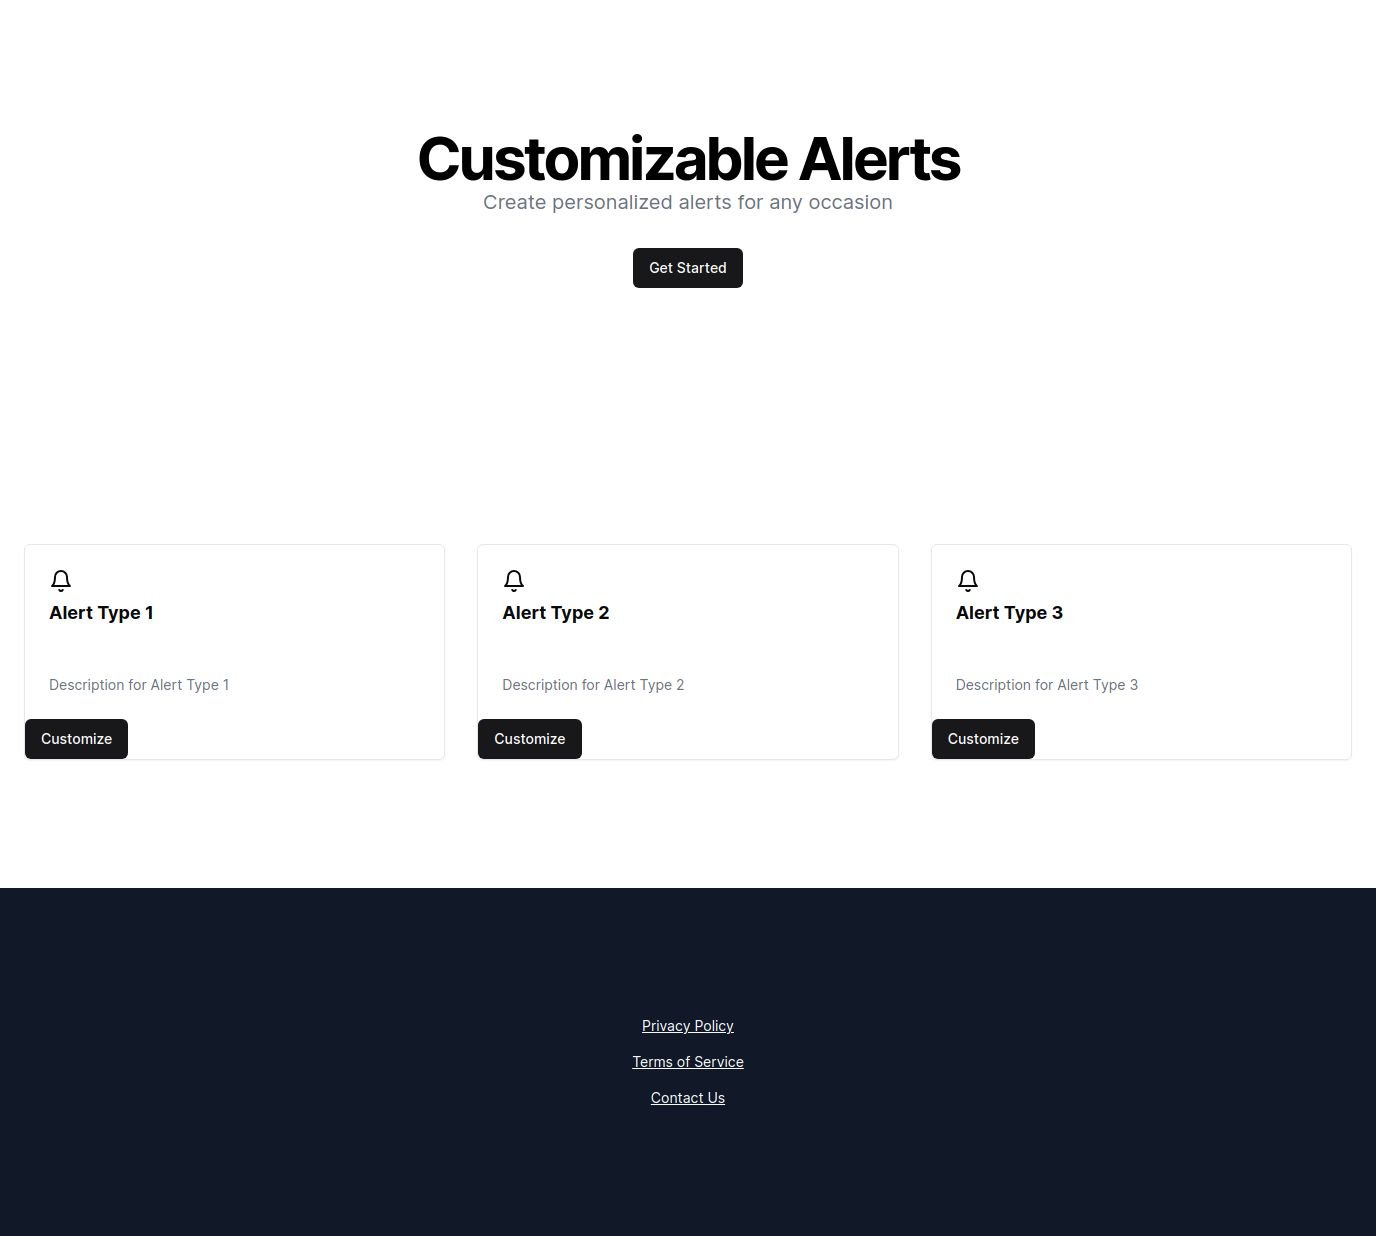 Customizable Alerts
Create personalized alerts for any occasion
Get Started
Alert Type 1
Description for Alert Type 1
Customize
Alert Type 2
Description for Alert Type 2
Customize
Alert Type 3
Description for Alert Type 3
Customize
Privacy Policy
Terms of Service
Contact Us